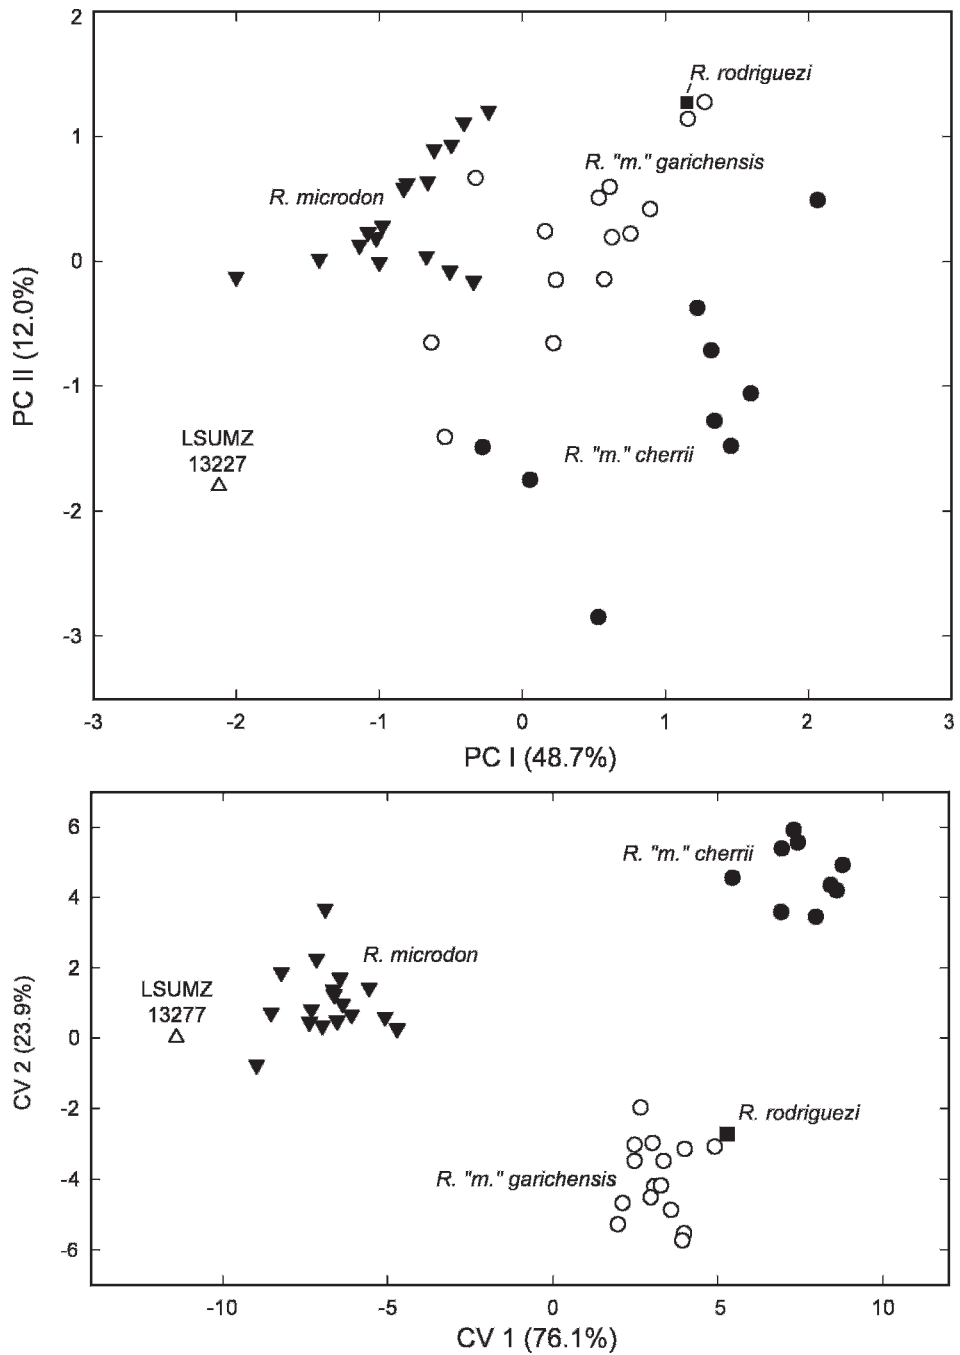 2
R. rodriguezi
1
R. "m." garichensis
R. microdon
0
PC II (12.0%)
-1
LSUMZ
13227
R. "m." cherrii
-2
-3
-3 -2 -1 0 1 2 3
PC I (48.7%)
6
R. "m." cherrii
4
R. microdon
2
LSUMZ
13277
0
CV 2 (23.9%)
-2
R. rodriguezi
-4
R. "m." garichensis
-6
-10 -5 0 5 10
CV 1 (76.1%)